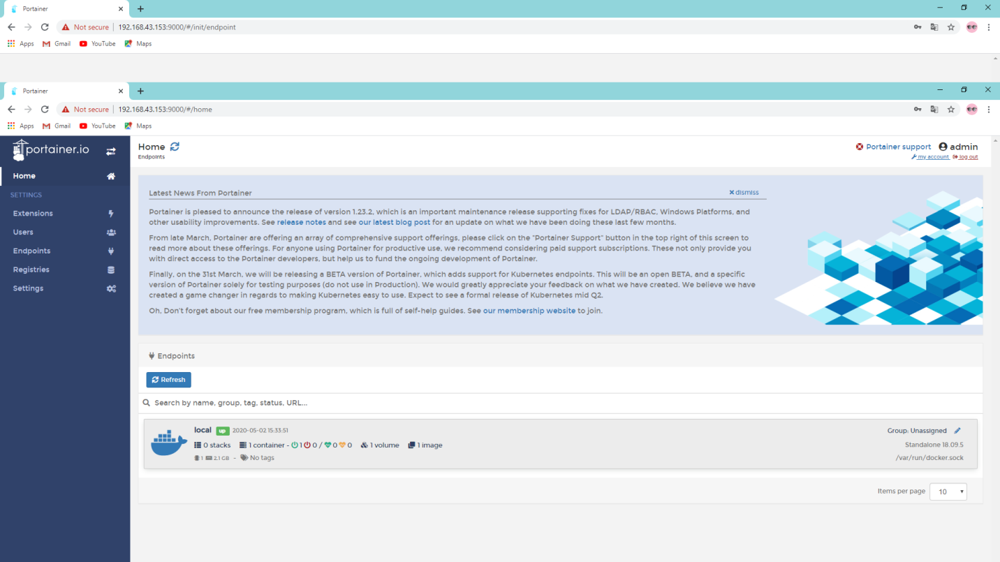 Portainer
Not secure 192.168.43.153:9000/#/init/endpoint
Apps Gmail YouTube Maps
Portainer
Not secure 192.168.43.153:9000/#/home
Apps Gmail YouTube Maps
portainer.io
Home
SETTINGS
Extensions
Users
Endpoints
Registries
Settings
Home
Endpoints
Portainer support admin
my account log out
Latest News From Portainer
dismiss
Portainer is pleased to announce the release of version 1.23.2, which is an important maintenance release supporting fixes for LDAP/RBAC, Windows Platforms, and
other usability improvements. See release notes and see our latest blog post for an update on what we have been doing these last few months.
From late March, Portainer are offering an array of comprehensive support offerings, please click on the "Portainer Support" button in the top right of this screen to
read more about these offerings. For anyone using Portainer for productive use, we recommend considering paid support subscriptions. These not only provide you
with direct access to the Portainer developers, but help us to fund the ongoing development of Portainer.
Finally, on the 31st March, we will be releasing a BETA version of Portainer, which adds support for Kubernetes endpoints. This will be an open BETA, and a specific
version of Portainer solely for testing purposes (do not use in Production). We would greatly appreciate your feedback on what we have created. We believe we have
created a game changer in regards to making Kubernetes easy to use. Expect to see a formal release of Kubernetes mid Q2.
Oh, Don't forget about our free membership program, which is full of self-help guides. See our membership website to join.
Endpoints
Refresh
Search by name, group, tag, status, URL...
local up 2020-05-02 15:33:51
Group: Unassigned
0 stacks 1 container - 1 0 / 0 0 1 volume 1 image
Standalone 18.09.5
1 2.1 GB - No tags
/var/run/docker.sock
Items per page 10